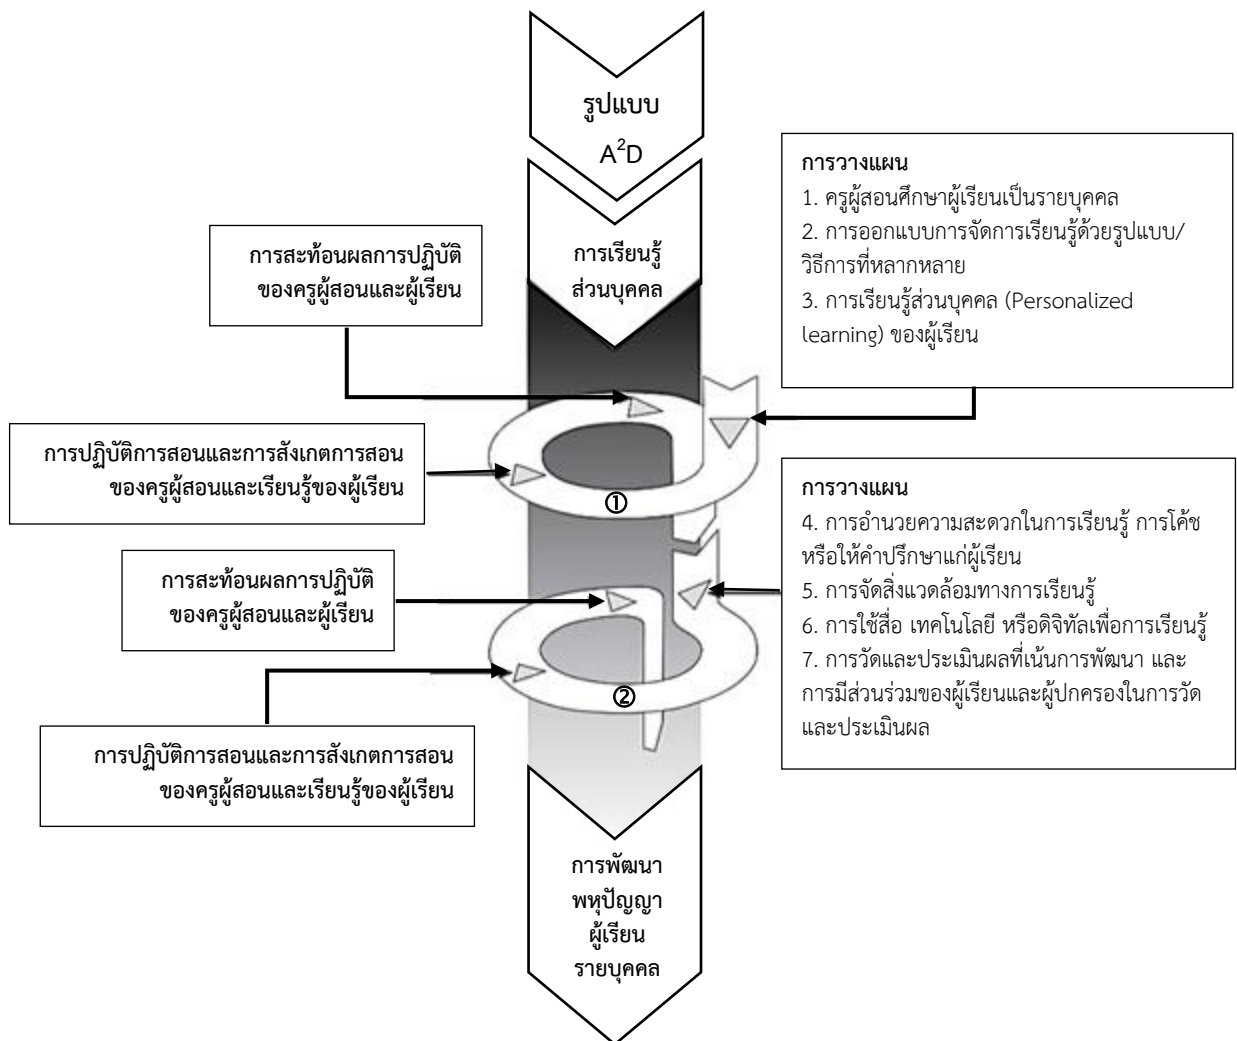 รูปแบบ
A²D
การเรียนรู้
ส่วนบุคคล
การวางแผน
1. ครูผู้สอนศึกษาผู้เรียนเป็นรายบุคคล
2. การออกแบบการจัดการเรียนรู้ด้วยรูปแบบ/
วิธีการที่หลากหลาย
3. การเรียนรู้ส่วนบุคคล (Personalized
learning) ของผู้เรียน
การสะท้อนผลการปฏิบัติ
ของครูผู้สอนและผู้เรียน
การปฏิบัติการสอนและการสังเกตการสอน
ของครูผู้สอนและเรียนรู้ของผู้เรียน
①
การวางแผน
4. การอำนวยความสะดวกในการเรียนรู้ การโค้ช
หรือให้คำปรึกษาแก่ผู้เรียน
5. การจัดสิ่งแวดล้อมทางการเรียนรู้
6. การใช้สื่อ เทคโนโลยี หรือดิจิทัลเพื่อการเรียนรู้
7. การวัดและประเมินผลที่เน้นการพัฒนา และ
การมีส่วนร่วมของผู้เรียนและผู้ปกครองในการวัด
และประเมินผล
การสะท้อนผลการปฏิบัติ
ของครูผู้สอนและผู้เรียน
②
การปฏิบัติการสอนและการสังเกตการสอน
ของครูผู้สอนและเรียนรู้ของผู้เรียน
การพัฒนา
พหุปัญญา
ผู้เรียน
รายบุคคล